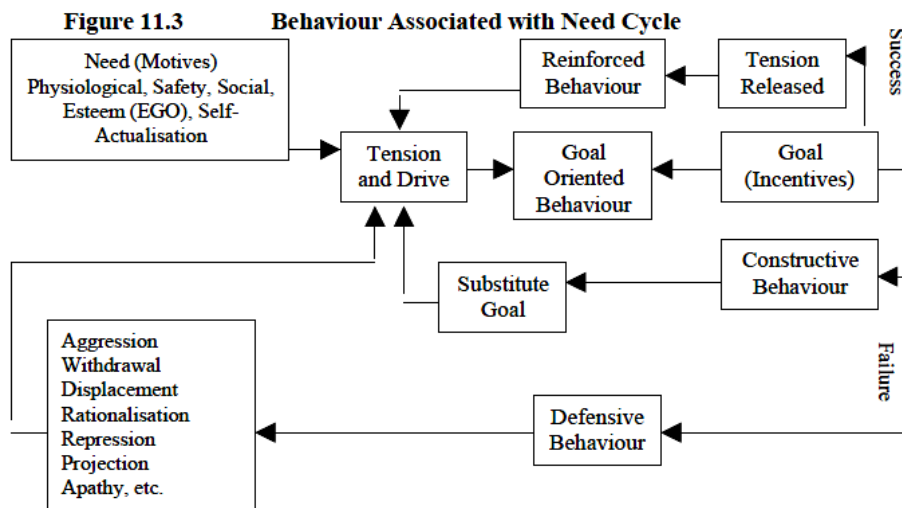 Figure 11.3 Behaviour Associated with Need Cycle
Need (Motives)
Physiological, Safety, Social,
Esteem (EGO), Self-
Actualisation
Reinforced
Behaviour
Tension
Released
Success
Tension
and Drive
Goal
Oriented
Behaviour
Goal
(Incentives)
Substitute
Goal
Constructive
Behaviour
Failure
Aggression
Withdrawal
Displacement
Rationalisation
Repression
Projection
Apathy, etc.
Defensive
Behaviour